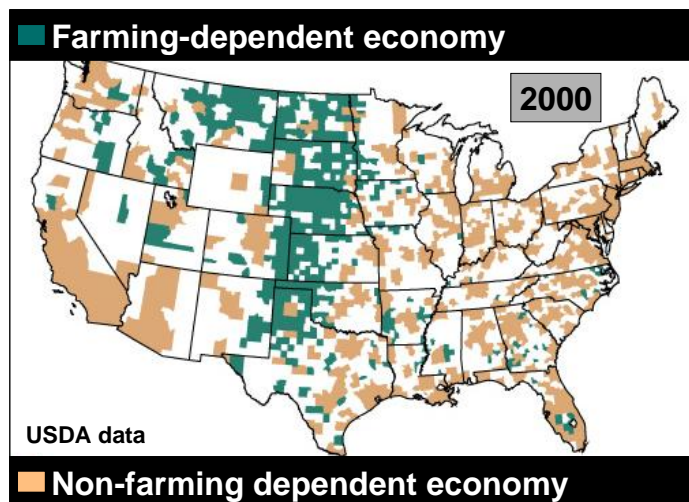 Farming-dependent economy
2000
USDA data
Non-farming dependent economy